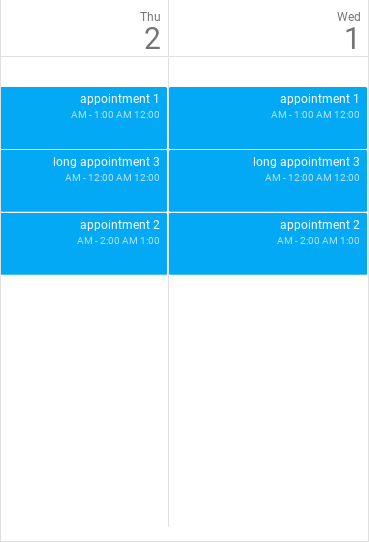 Thu
2
appointment 1
AM - 1:00 AM 12:00
long appointment 3
AM - 12:00 AM 12:00
appointment 2
AM - 2:00 AM 1:00
Wed
1
appointment 1
AM - 1:00 AM 12:00
long appointment 3
AM - 12:00 AM 12:00
appointment 2
AM - 2:00 AM 1:00